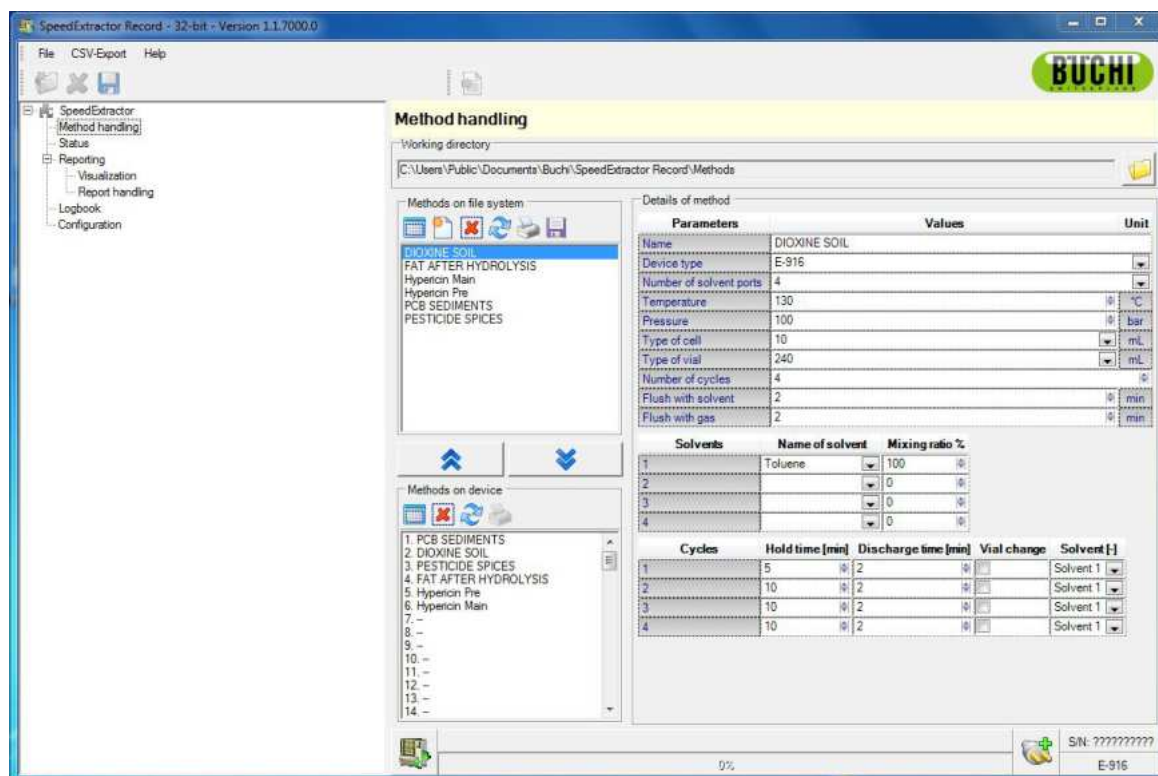 SpeedExtractor Record - 32-bit - Version 1.1.7000.0
File CSV-Export Help
BÜCHI
SWITZERLAND
SpeedExtractor
Method handling
Status
Reporting
Visualization
Report handling
Logbook
Configuration
Method handling
Working directory
C:\Users\Public\Documents\Buchi\SpeedExtractor Record\Methods
Methods on file system
DIOXINE SOIL
FAT AFTER HYDROLYSIS
Hypericin Main
Hypericin Pre
PCB SEDIMENTS
PESTICIDE SPICES
Methods on device
1. PCB SEDIMENTS
2. DIOXINE SOIL
3. PESTICIDE SPICES
4. FAT AFTER HYDROLYSIS
5. Hypericin Pre
6. Hypericin Main
7. –
8. –
9. –
10. –
11. –
12. –
13. –
14. –
Details of method
Parameters Values Unit
Name DIOXINE SOIL
Device type E-916
Number of solvent ports 4
Temperature 130 °C
Pressure 100 bar
Type of cell 10 mL
Type of vial 240 mL
Number of cycles 4
Flush with solvent 2 min
Flush with gas 2 min
Solvents Name of solvent Mixing ratio %
1 Toluene 100
2 0
3 0
4 0
Cycles Hold time [min] Discharge time [min] Vial change Solvent [-]
1 5 2 Solvent 1
2 10 2 Solvent 1
3 10 2 Solvent 1
4 10 2 Solvent 1
0%
S/N: ??????????
E-916